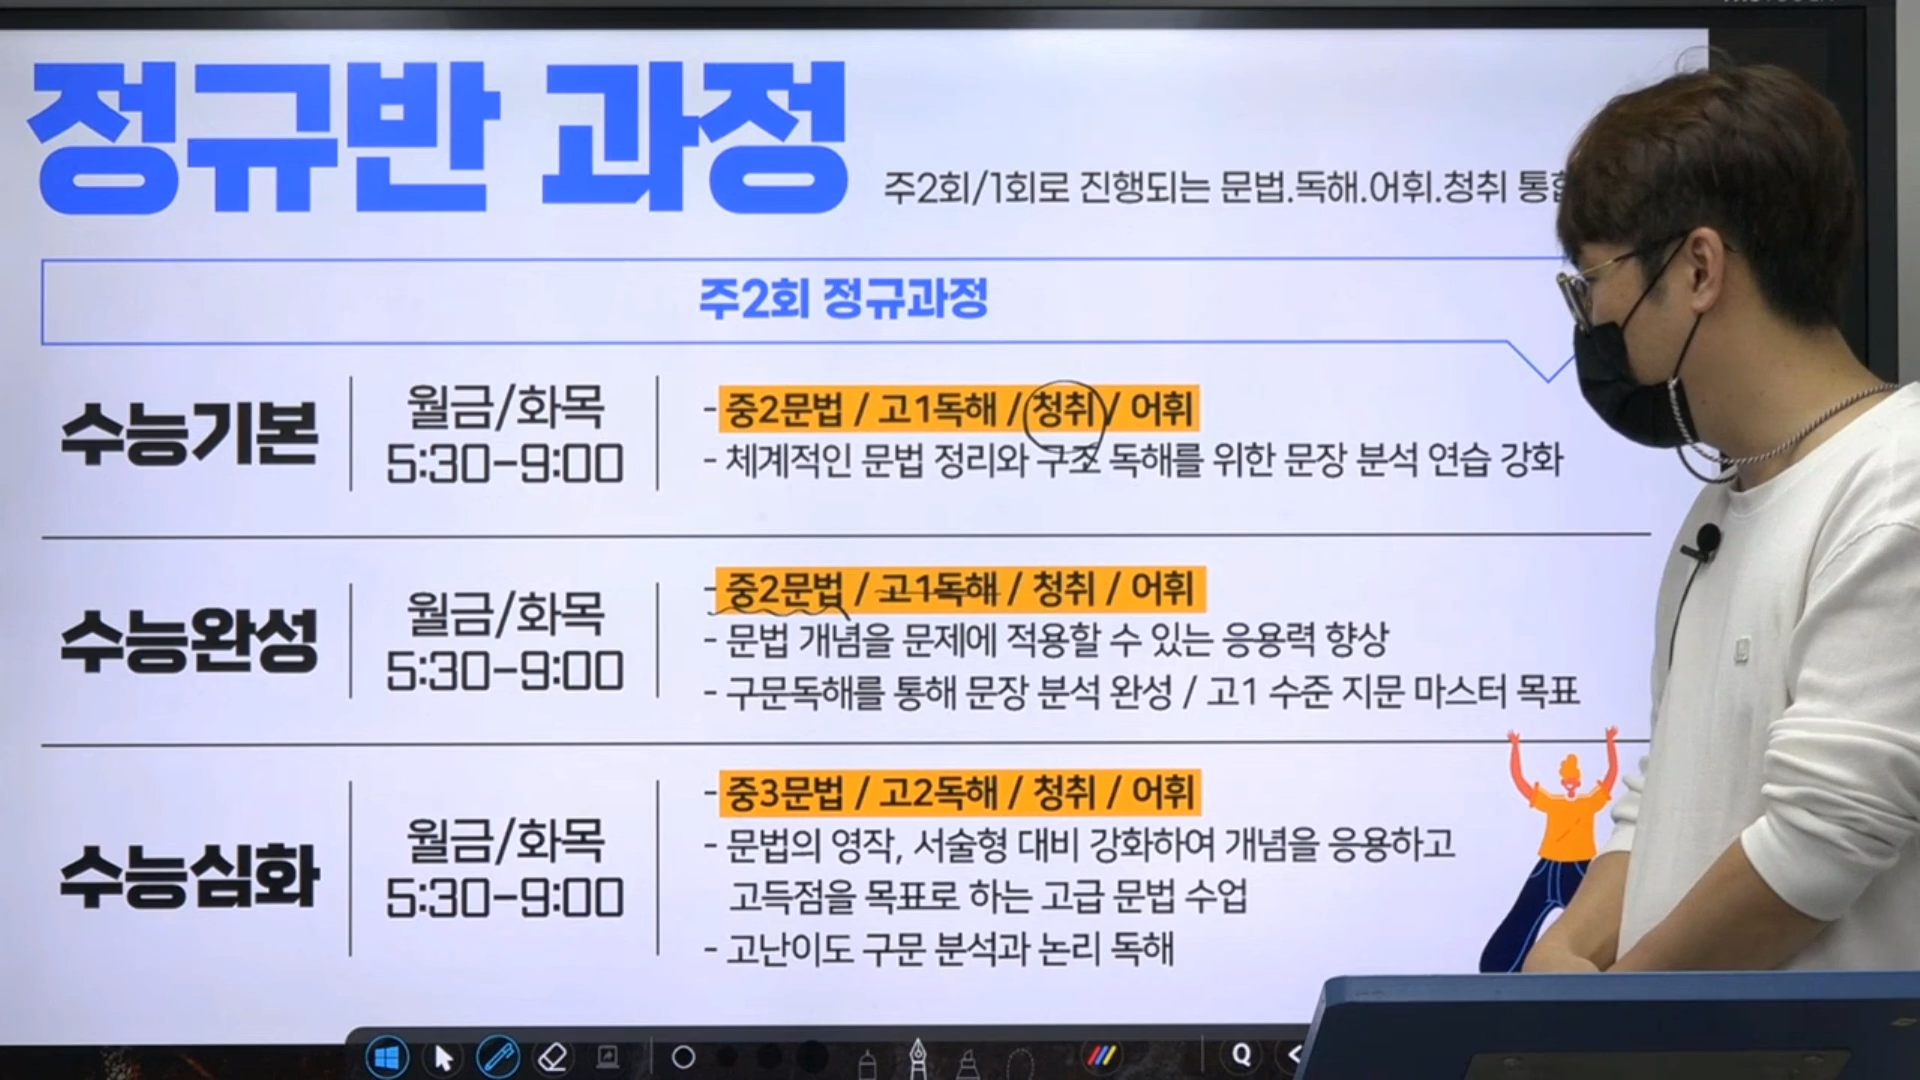 정규반 과정
주2회/1회로 진행되는 문법.독해.어휘.청취
주2회 정규과정
수능기본
월금/화목
5:30-9:00
- 중2문법 / 고1독해 / 청취 / 어휘
- 체계적인 문법 정리와 구조 독해를 위한 문장 분석 연습 강화
수능완성
월금/화목
5:30-9:00
- 중2문법 / 고1독해 / 청취 / 어휘
- 문법 개념을 문제에 적용할 수 있는 응용력 향상
- 구문독해를 통해 문장 분석 완성 / 고1 수준 지문 마스터 목표
수능심화
월금/화목
5:30-9:00
- 중3문법 / 고2독해 / 청취 / 어휘
- 문법의 영작, 서술형 대비 강화하여 개념을 응용하고
고득점을 목표로 하는 고급 문법 수업
- 고난이도 구문 분석과 논리 독해